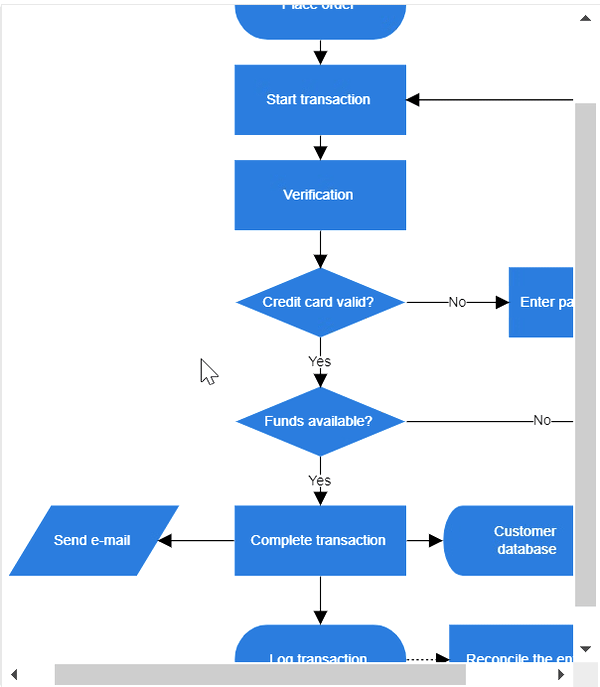 Place order
Start transaction
Verification
Credit card valid?
No
Enter pa
Yes
Funds available?
No
Yes
Send e-mail
Complete transaction
Customer
database
Log transaction
Reconcile the en